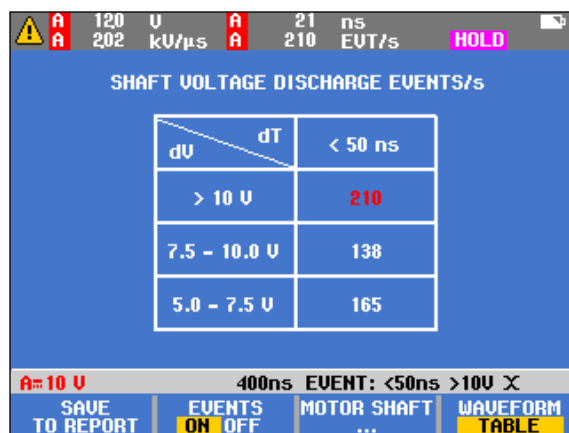 A 120 V A 21 ns
A 202 kV/µs A 210 EVT/s HOLD
SHAFT VOLTAGE DISCHARGE EVENTS/s
dV dT < 50 ns
> 10 V 210
7.5 - 10.0 V 138
5.0 - 7.5 V 165
A 10 V 400ns EVENT: <50ns >10V
SAVE EVENTS MOTOR SHAFT WAVEFORM
TO REPORT ON OFF ... TABLE